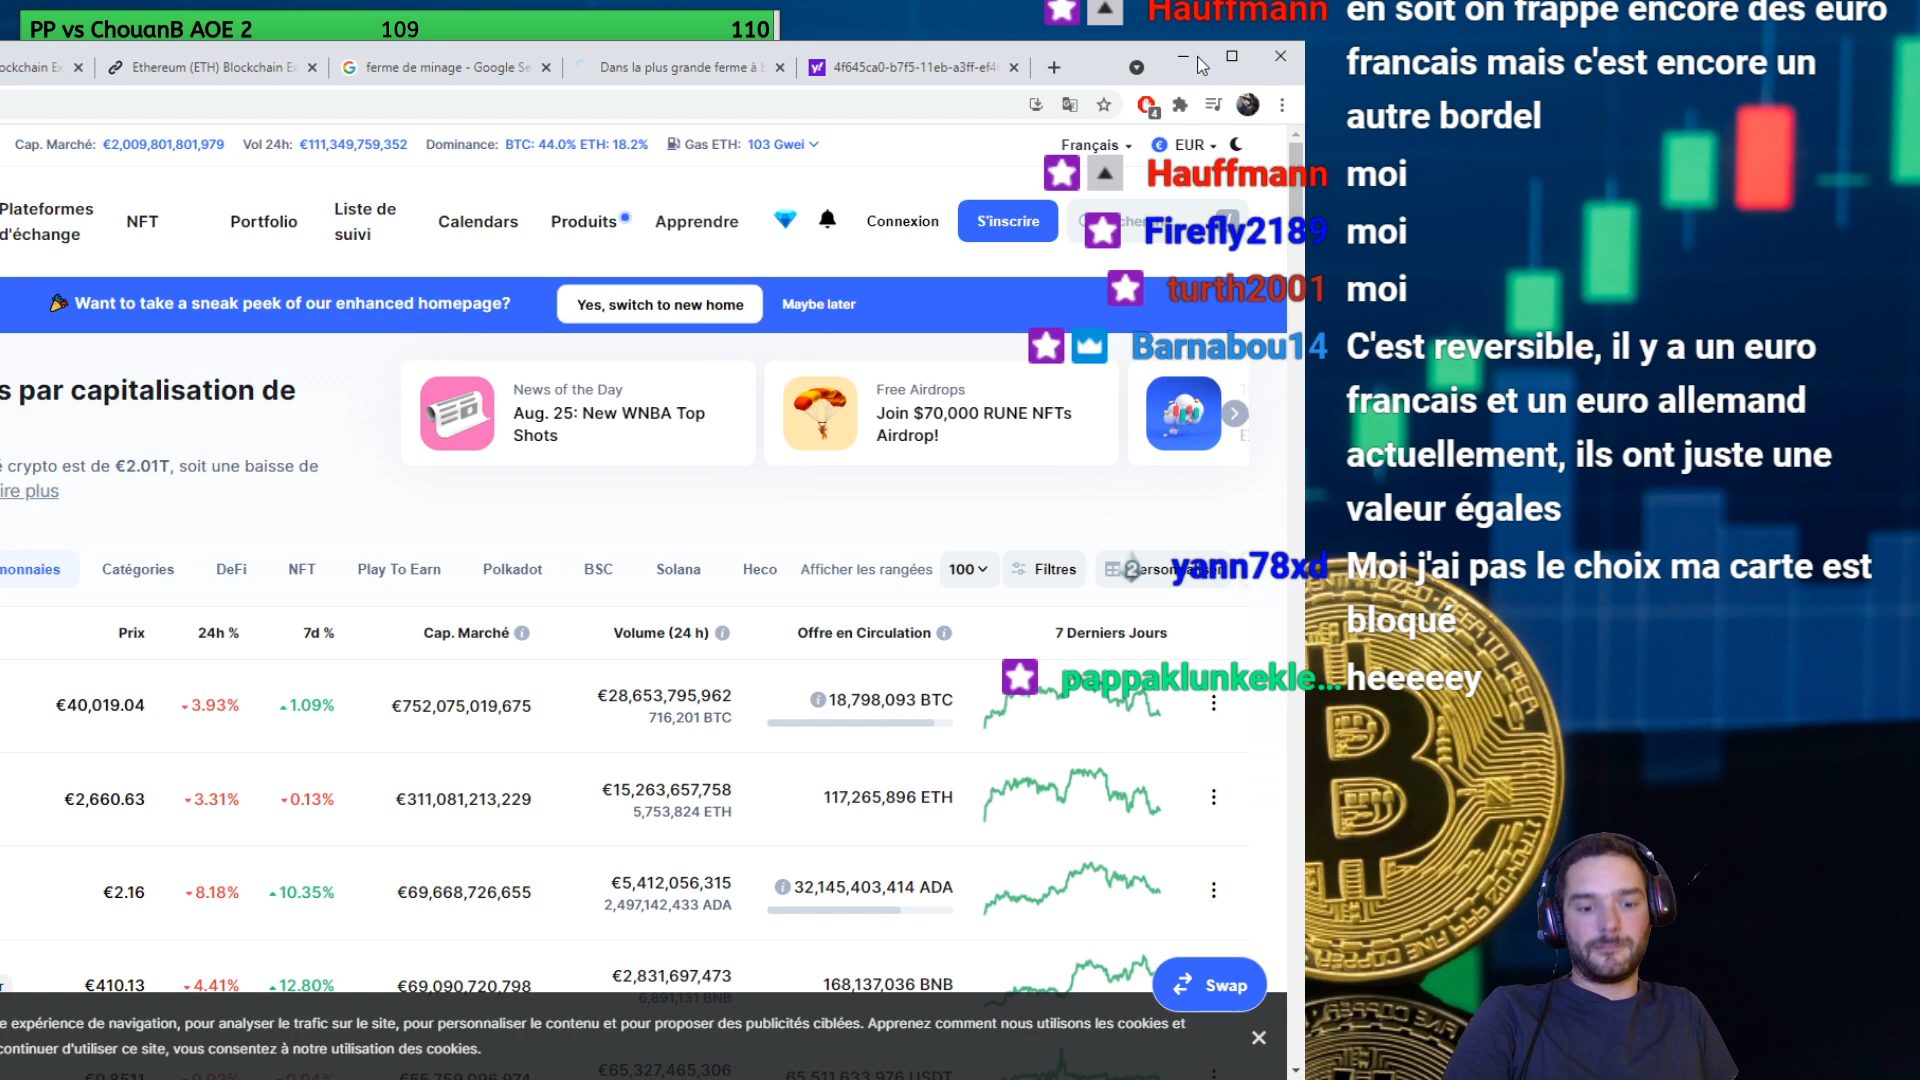 PP vs ChouanB AOE 2 109 110
ockchain Ex
Ethereum (ETH) Blockchain Ex
ferme de minage - Google Se
Dans la plus grande ferme à b
4f645ca0-b7f5-11eb-a3ff-ef4
Cap. Marché: €2,009,801,801,979 Vol 24h: €111,349,759,352 Dominance: BTC: 44.0% ETH: 18.2% Gas ETH: 103 Gwei
Français EUR
Plateformes
d'échange
NFT
Portfolio
Liste de
suivi
Calendars
Produits
Apprendre
Connexion
S'inscrire
Want to take a sneak peek of our enhanced homepage?
Yes, switch to new home
Maybe later
s par capitalisation de
crypto est de €2.01T, soit une baisse de
ire plus
News of the Day
Aug. 25: New WNBA Top
Shots
Free Airdrops
Join $70,000 RUNE NFTs
Airdrop!
monnaies
Catégories
DeFi
NFT
Play To Earn
Polkadot
BSC
Solana
Heco
Afficher les rangées
100
Filtres
Prix 24h % 7d % Cap. Marché Volume (24 h) Offre en Circulation 7 Derniers Jours
€40,019.04 3.93% 1.09% €752,075,019,675 €28,653,795,962 18,798,093 BTC
716,201 BTC
€2,660.63 3.31% 0.13% €311,081,213,229 €15,263,657,758 117,265,896 ETH
5,753,824 ETH
€2.16 8.18% 10.35% €69,668,726,655 €5,412,056,315 32,145,403,414 ADA
2,497,142,433 ADA
€410.13 4.41% 12.80% €69,090,720,798 €2,831,697,473 168,137,036 BNB
6,891,131 BNB
Swap
e expérience de navigation, pour analyser le trafic sur le site, pour personnaliser le contenu et pour proposer des publicités ciblées. Apprenez comment nous utilisons les cookies et
continuer d'utiliser ce site, vous consentez à notre utilisation des cookies.
€65,327,465,306
Hauffmann en soit on frappe encore des euro
francais mais c'est encore un
autre bordel
Hauffmann moi
Firefly2189 moi
turth2001 moi
Barnabou14 C'est reversible, il y a un euro
francais et un euro allemand
actuellement, ils ont juste une
valeur égales
yann78xd Moi j'ai pas le choix ma carte est
bloqué
pappaklunkekle... heeeeey